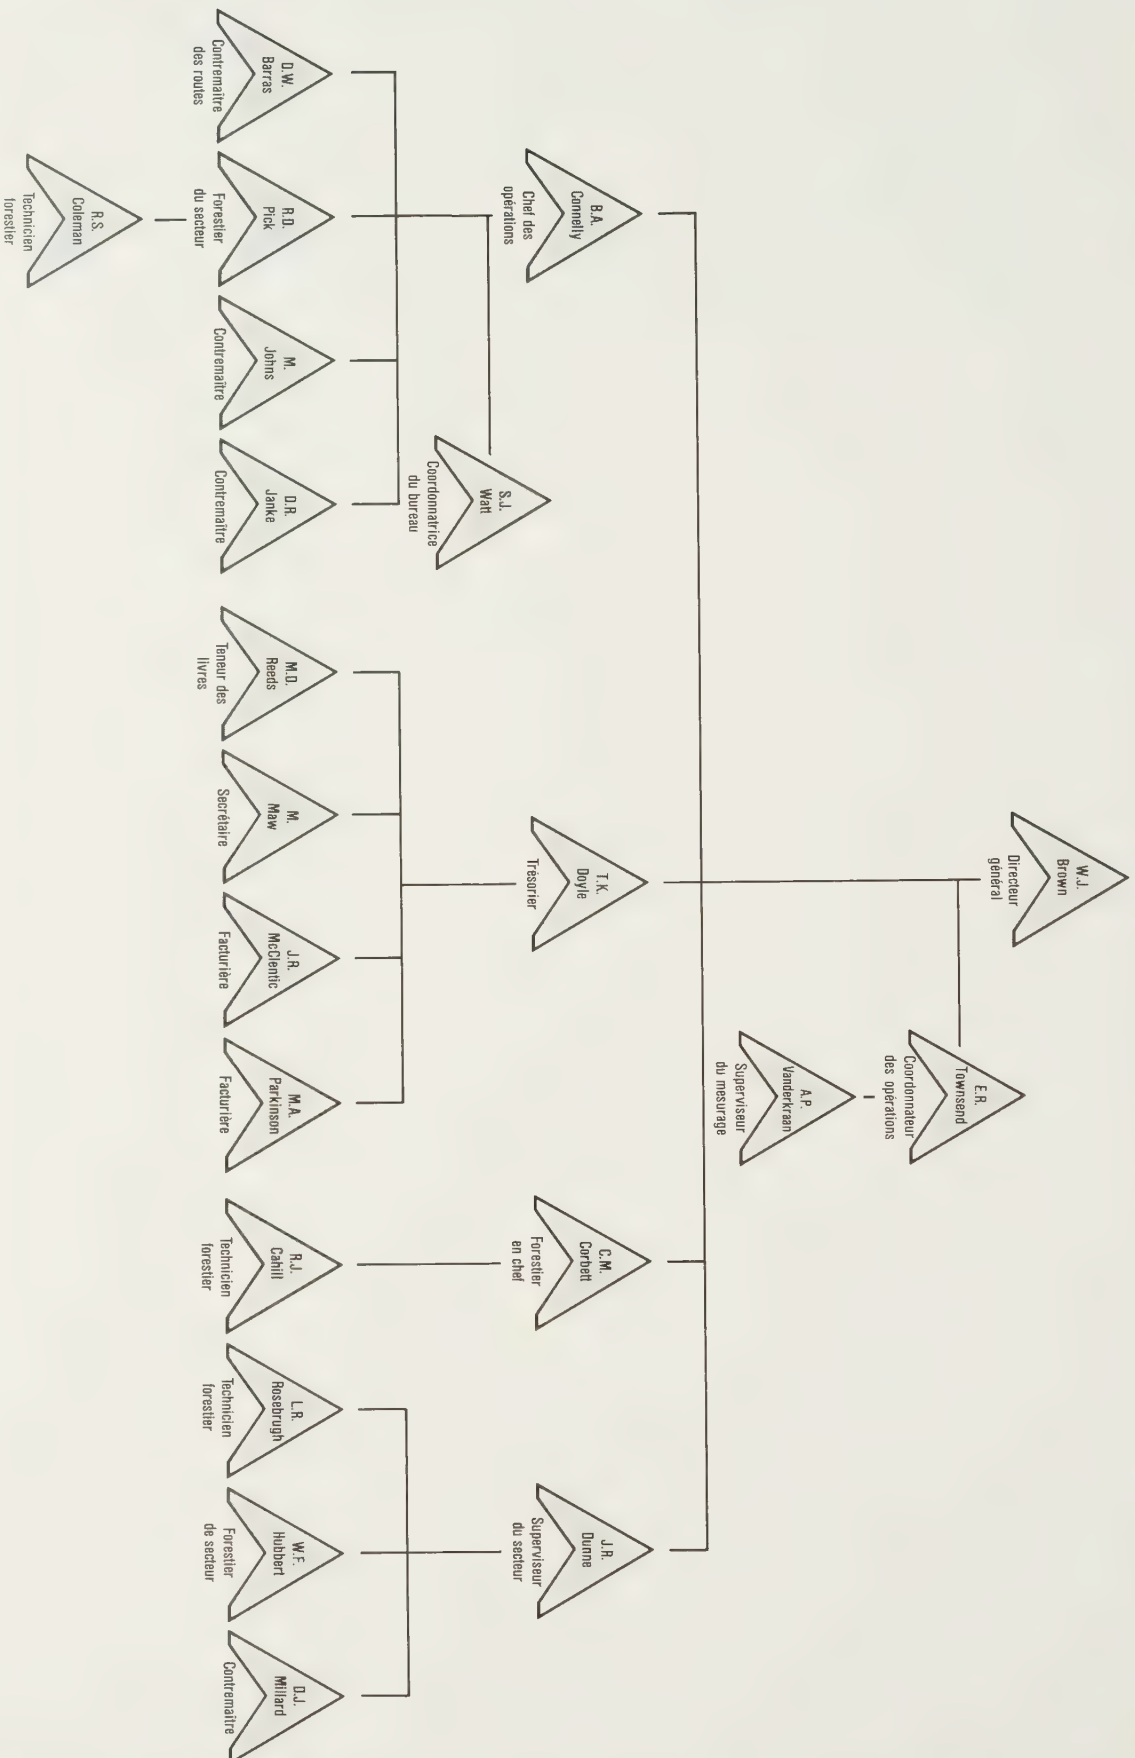 W.J.
Brown
Directeur
général
E.R.
Townsend
Coordonnateur
des opérations
A.P.
Vanderkraan
Superviseur
du mesurage
B.A.
Connelly
Chef des
opérations
T.K.
Doyle
Trésorier
C.M.
Corbett
Forestier
en chef
J.R.
Dunne
Superviseur
du secteur
S.J.
Watt
Coordonnatrice
du bureau
D.W.
Barras
Contremaître
des routes
R.D.
Pick
Forestier
du secteur
M.
Johns
Contremaître
D.R.
Janke
Contremaître
M.D.
Reeds
Teneur des
livres
M.
Maw
Secrétaire
J.R.
McClentic
Facturière
M.A.
Parkinson
Facturière
R.J.
Cahill
Technicien
forestier
L.R.
Rosebrugh
Technicien
forestier
W.F.
Hubbert
Forestier
de secteur
D.J.
Millard
Contremaître
R.S.
Coleman
Technicien
forestier